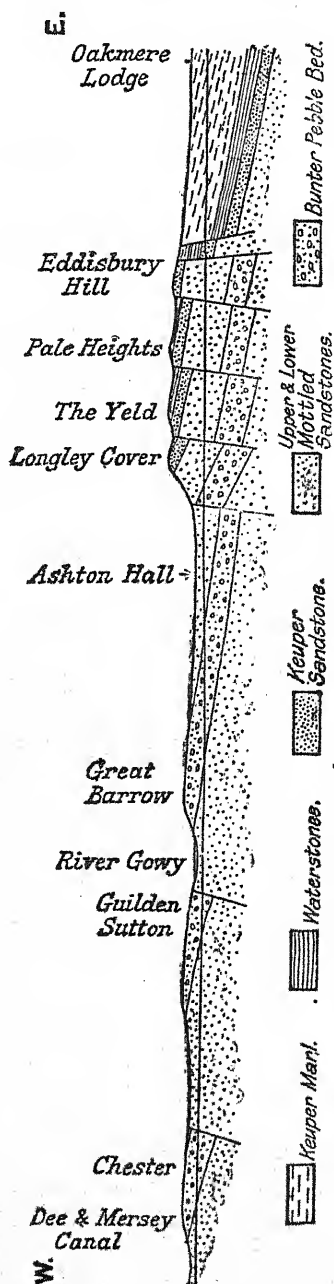 W.
E.
Dee & Mersey
Canal
Chester
Guilden
Sutton
River Gowy
Great
Barrow
Ashton Hall
Longley Cover
The Yeld
Pale Heights
Eddisbury
Hill
Oakmere
Lodge
Keuper Marl.
Waterstones.
Keuper
Sandstone.
Upper & Lower
Mottled
Sandstones.
Bunter Pebble Bed.